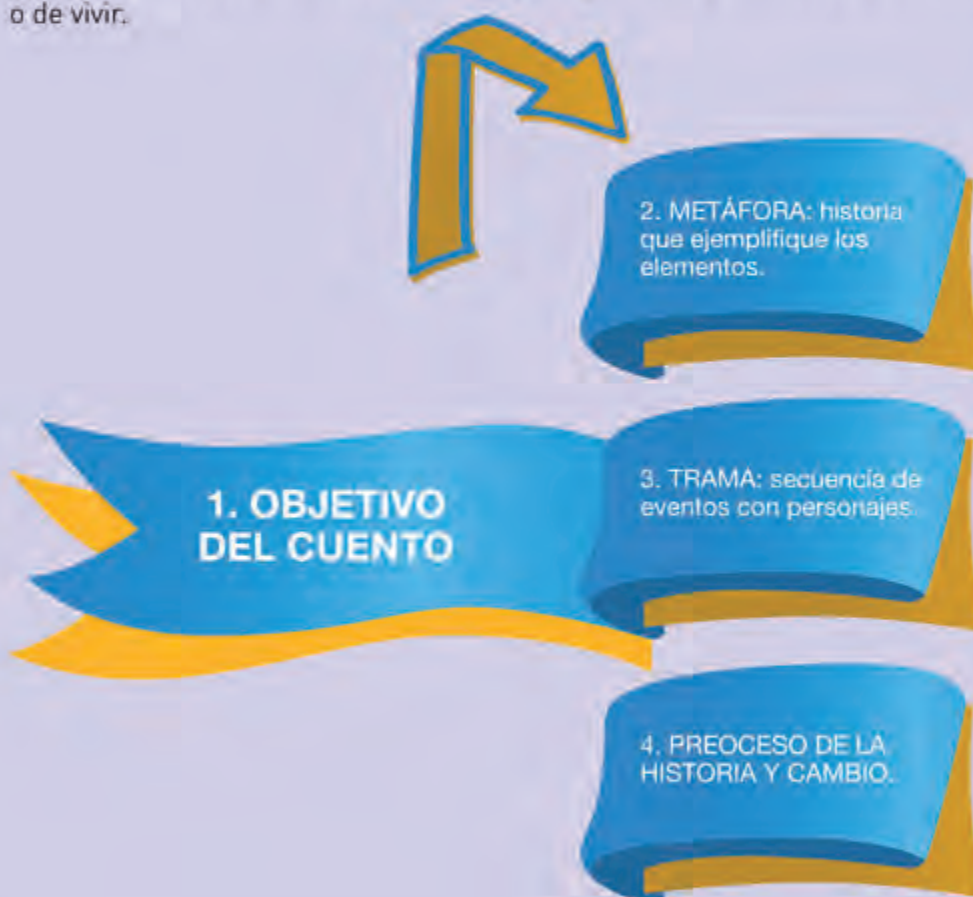 o de vivir.
2. METÁFORA: historia
que ejemplifique los
elementos.
1. OBJETIVO
DEL CUENTO
3. TRAMA: secuencia de
eventos con personajes.
4. PREOCESO DE LA
HISTORIA Y CAMBIO.